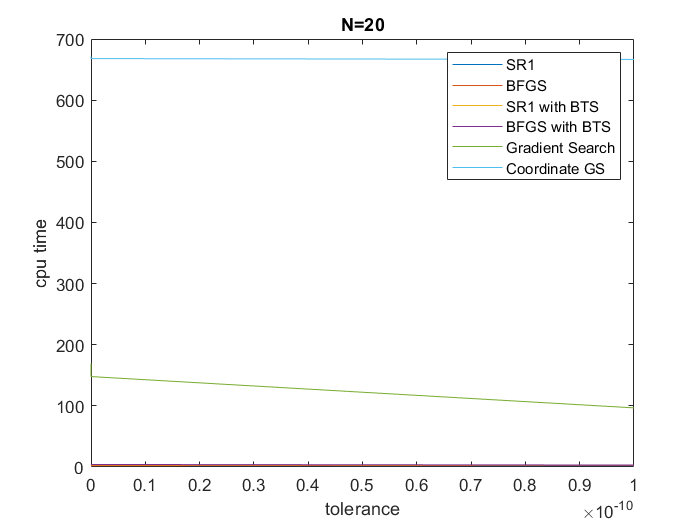 N=20
700
600
500
400
300
200
100
0
cpu time
SR1
BFGS
SR1 with BTS
BFGS with BTS
Gradient Search
Coordinate GS
0 0.1 0.2 0.3 0.4 0.5 0.6 0.7 0.8 0.9 1
tolerance
×10^-10